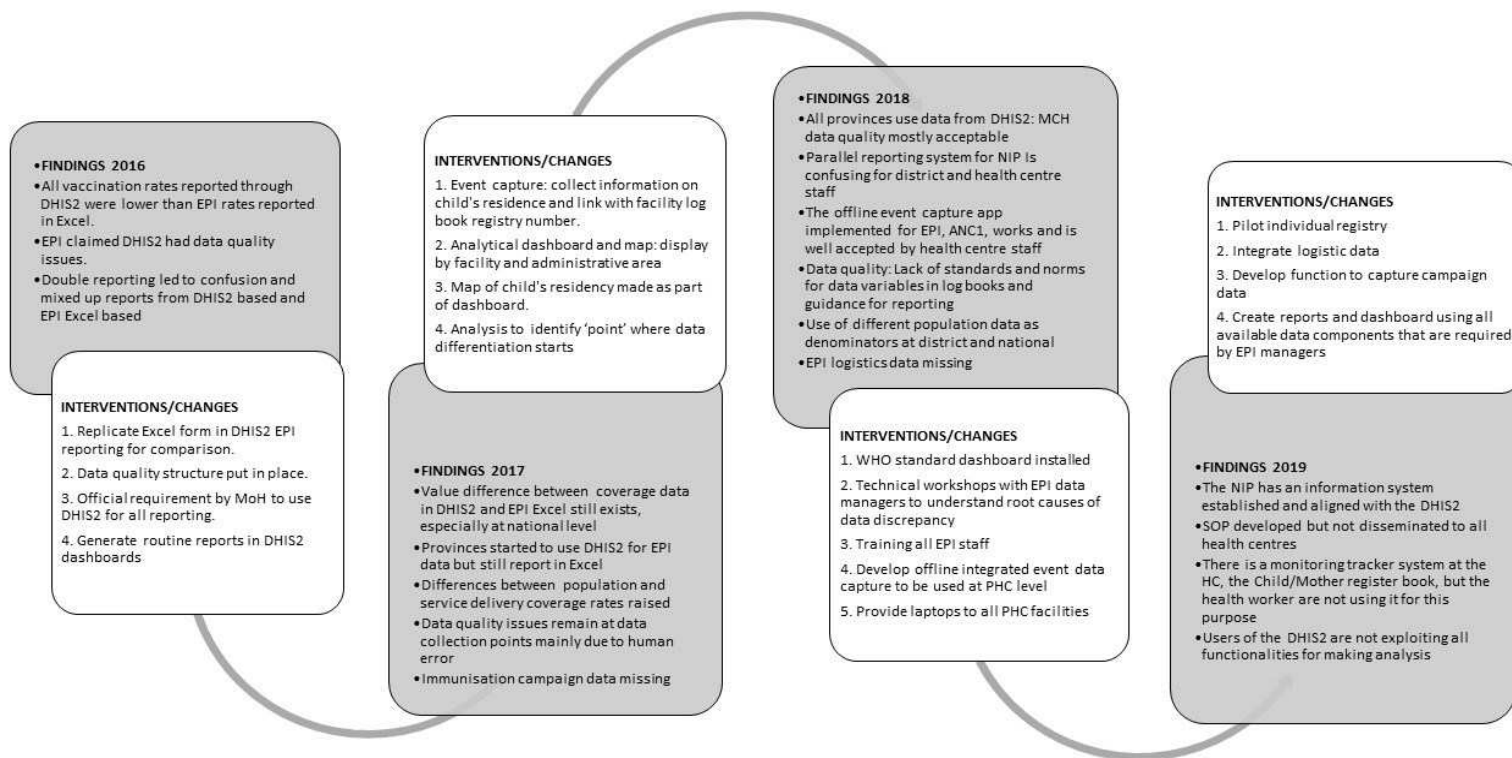 •FINDINGS 2016
•All vaccination rates reported through
DHIS2 were lower than EPI rates reported
in Excel.
•EPI claimed DHIS2 had data quality
issues.
•Double reporting led to confusion and
mixed up reports from DHIS2 based and
EPI Excel based
INTERVENTIONS/CHANGES
1. Replicate Excel form in DHIS2 EPI
reporting for comparison.
2. Data quality structure put in place.
3. Official requirement by MoH to use
DHIS2 for all reporting.
4. Generate routine reports in DHIS2
dashboards
INTERVENTIONS/CHANGES
1. Event capture: collect information on
child's residence and link with facility log
book registry number.
2. Analytical dashboard and map: display
by facility and administrative area
3. Map of child's residency made as part
of dashboard.
4. Analysis to identify ‘point’ where data
differentiation starts
•FINDINGS 2017
•Value difference between coverage data
in DHIS2 and EPI Excel still exists,
especially at national level
•Provinces started to use DHIS2 for EPI
data but still report in Excel
•Differences between population and
service delivery coverage rates raised
•Data quality issues remain at data
collection points mainly due to human
error
•Immunisation campaign data missing
•FINDINGS 2018
•All provinces use data from DHIS2: MCH
data quality mostly acceptable
•Parallel reporting system for NIP Is
confusing for district and health centre
staff
•The offline event capture app
implemented for EPI, ANC1, works and is
well accepted by health centre staff
•Data quality: Lack of standards and norms
for data variables in log books and
guidance for reporting
•Use of different population data as
denominators at district and national
•EPI logistics data missing
INTERVENTIONS/CHANGES
1. WHO standard dashboard installed
2. Technical workshops with EPI data
managers to understand root causes of
data discrepancy
3. Training all EPI staff
4. Develop offline integrated event data
capture to be used at PHC level
5. Provide laptops to all PHC facilities
INTERVENTIONS/CHANGES
1. Pilot individual registry
2. Integrate logistic data
3. Develop function to capture campaign
data
4. Create reports and dashboard using all
available data components that are required
by EPI managers
•FINDINGS 2019
•The NIP has an information system
established and aligned with the DHIS2
•SOP developed but not disseminated to all
health centres
•There is a monitoring tracker system at the
HC, the Child/Mother register book, but the
health worker are not using it for this
purpose
•Users of the DHIS2 are not exploiting all
functionalities for making analysis